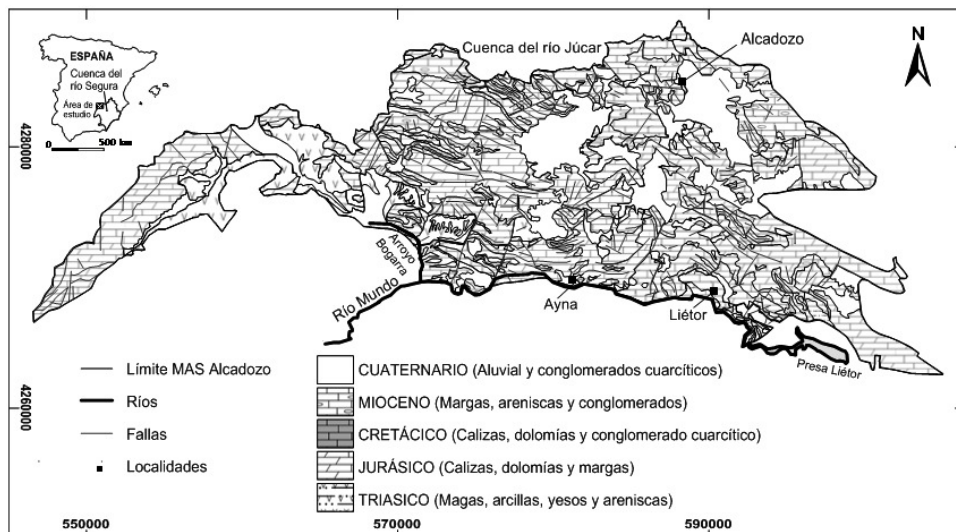 N
Alcadozo
Cuenca del río Júcar
ESPAÑA
Cuenca del
río Segura
Área de
estudio
0 500 km
4280000
4260000
Arroyo
Bogarra
Río Mundo
Ayna
Liétor
Presa Liétor
Límite MAS Alcadozo
Ríos
Fallas
Localidades
CUATERNARIO (Aluvial y conglomerados cuarcíticos)
MIOCENO (Margas, areniscas y conglomerados)
CRETÁCICO (Calizas, dolomías y conglomerado cuarcítico)
JURÁSICO (Calizas, dolomías y margas)
TRIASICO (Magas, arcillas, yesos y areniscas)
550000 570000 590000